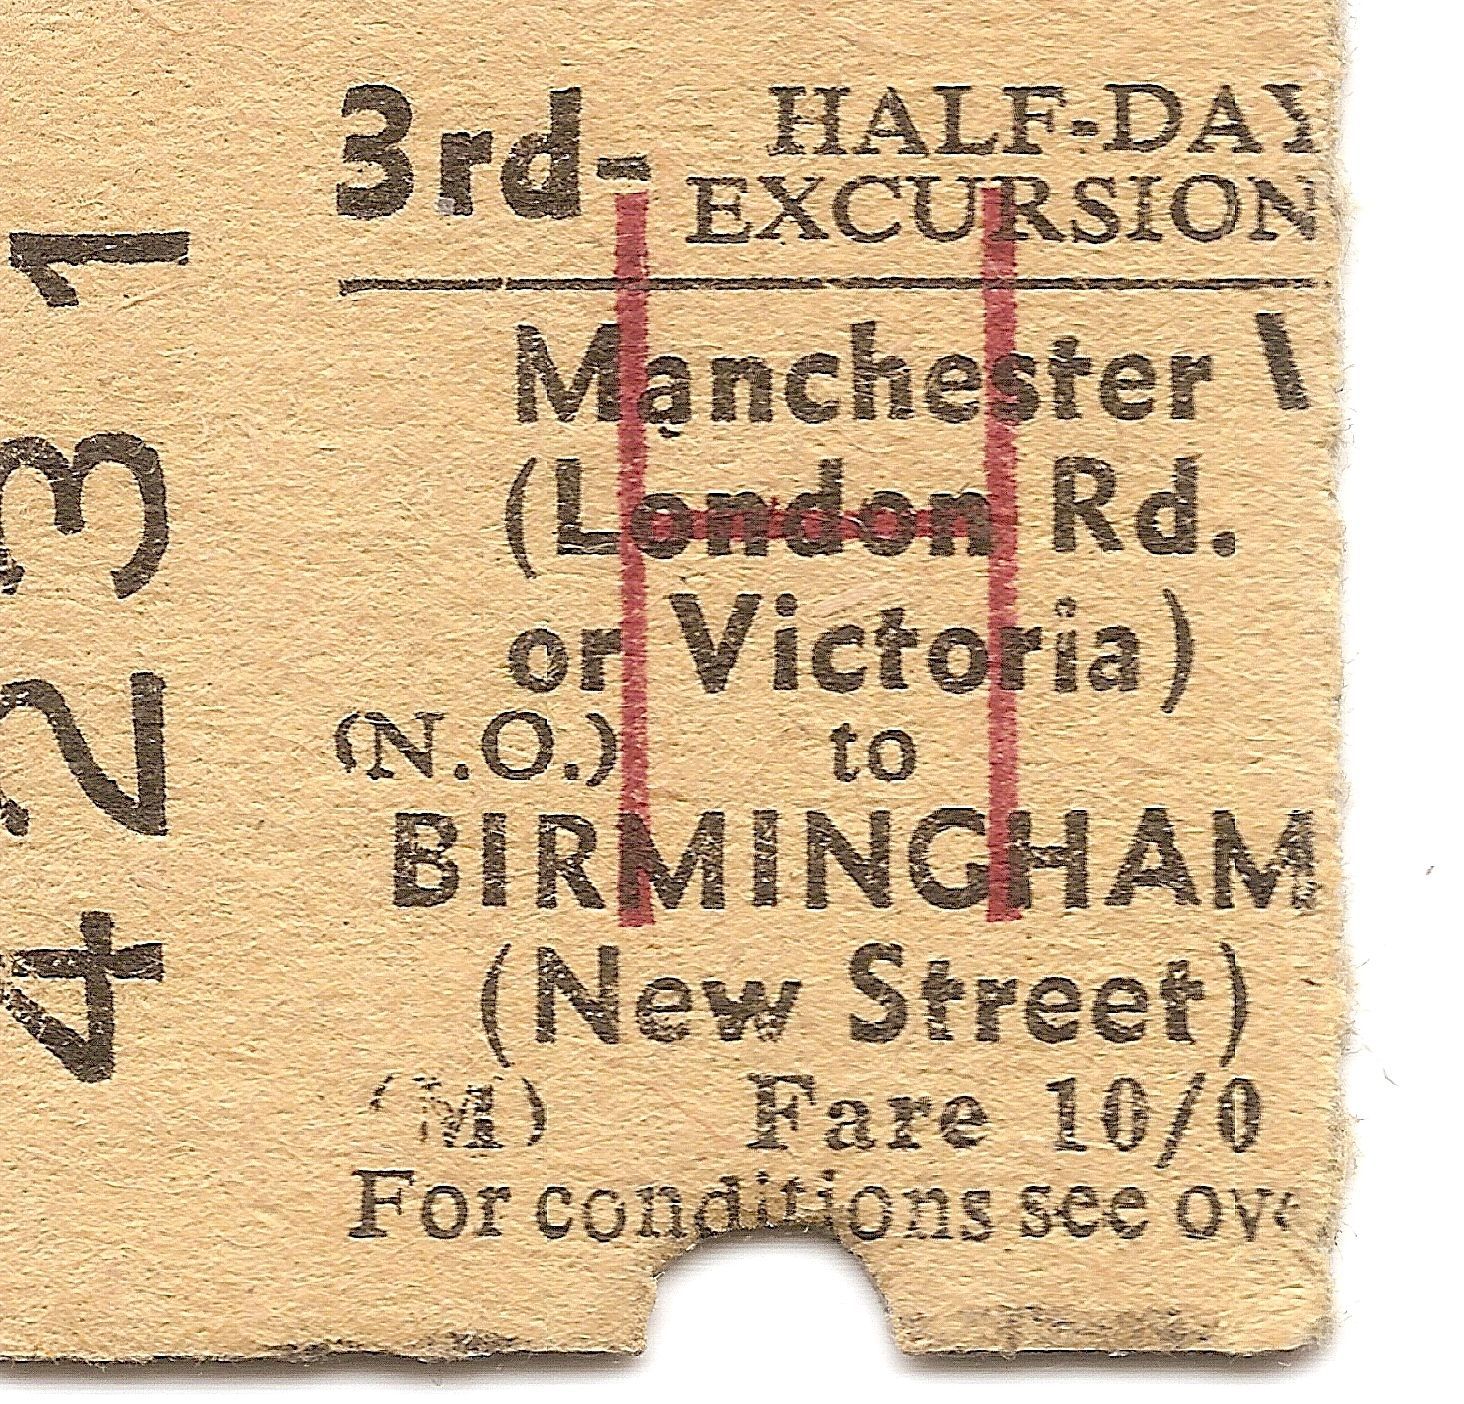 3rd- HALF-DAY
EXCURSION
Manchester
(London Rd.
or Victoria)
(N.O.) to
BIRMINGHAM
(New Street)
(M) Fare 10/0
For conditions see ove
4231
H